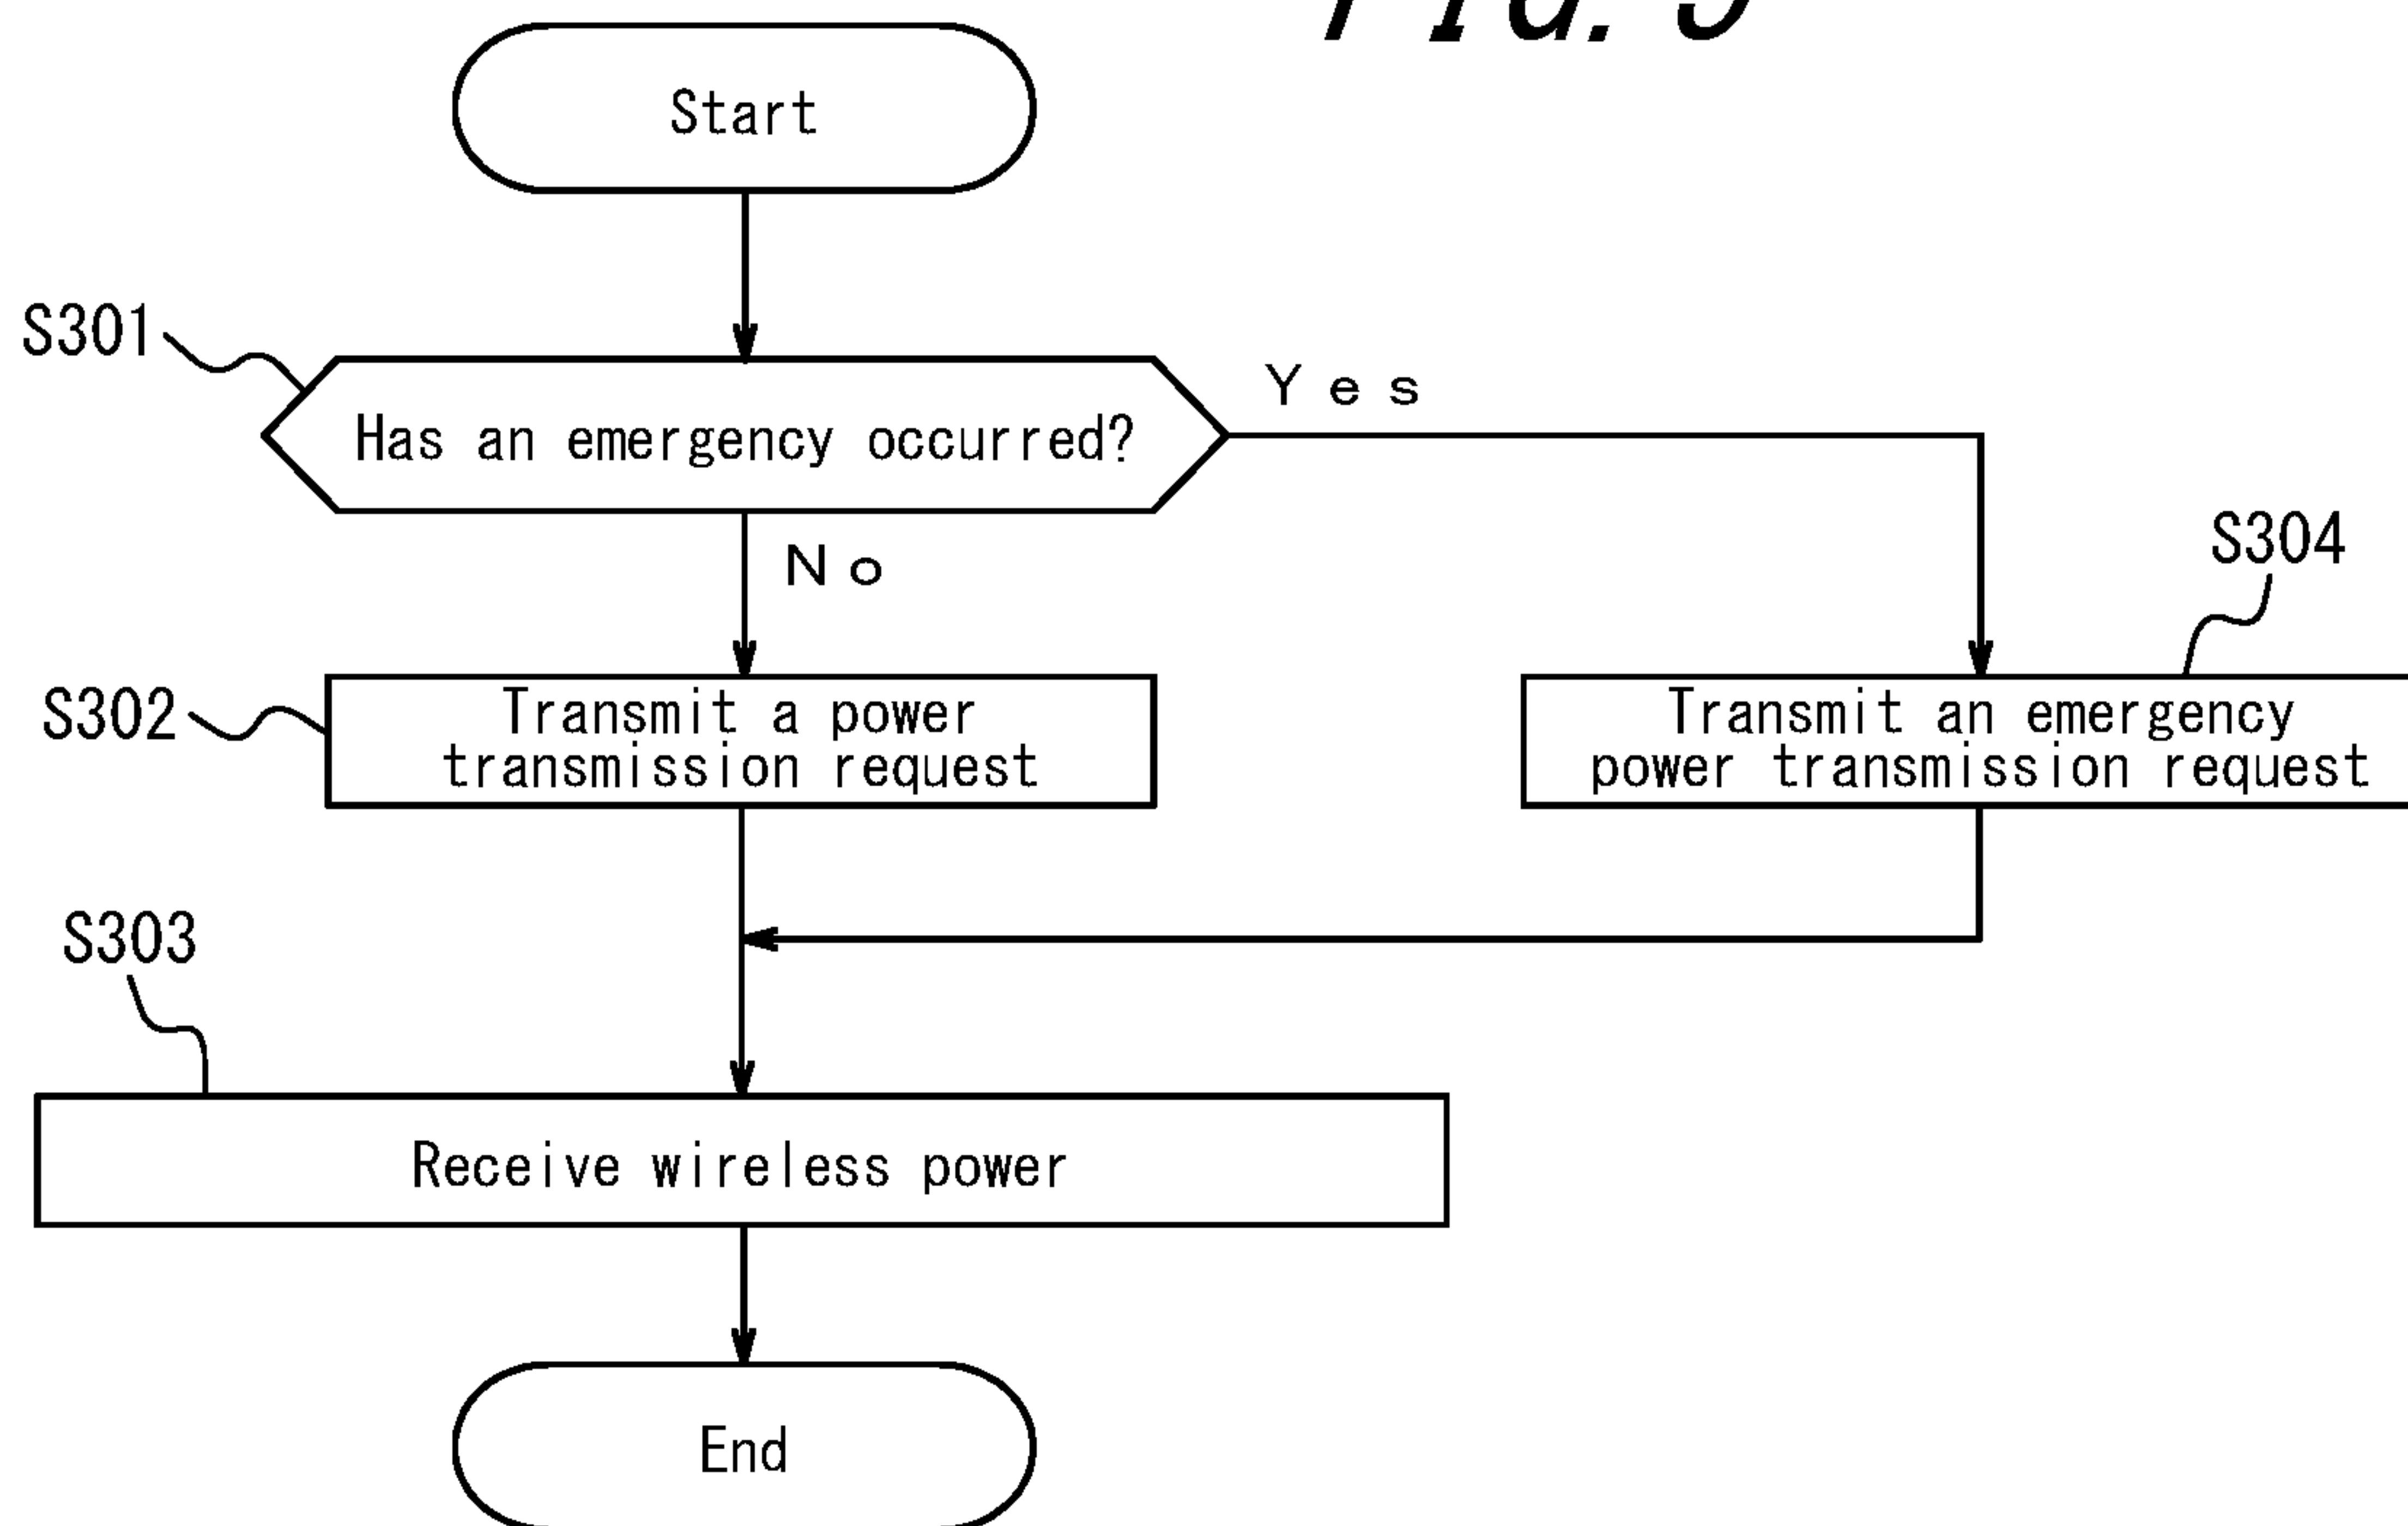 Start
S301
Yes
Has an emergency occurred?
No
S304
S302
Transmit a power
transmission request
Transmit an emergency
power transmission request
S303
Receive wireless power
End